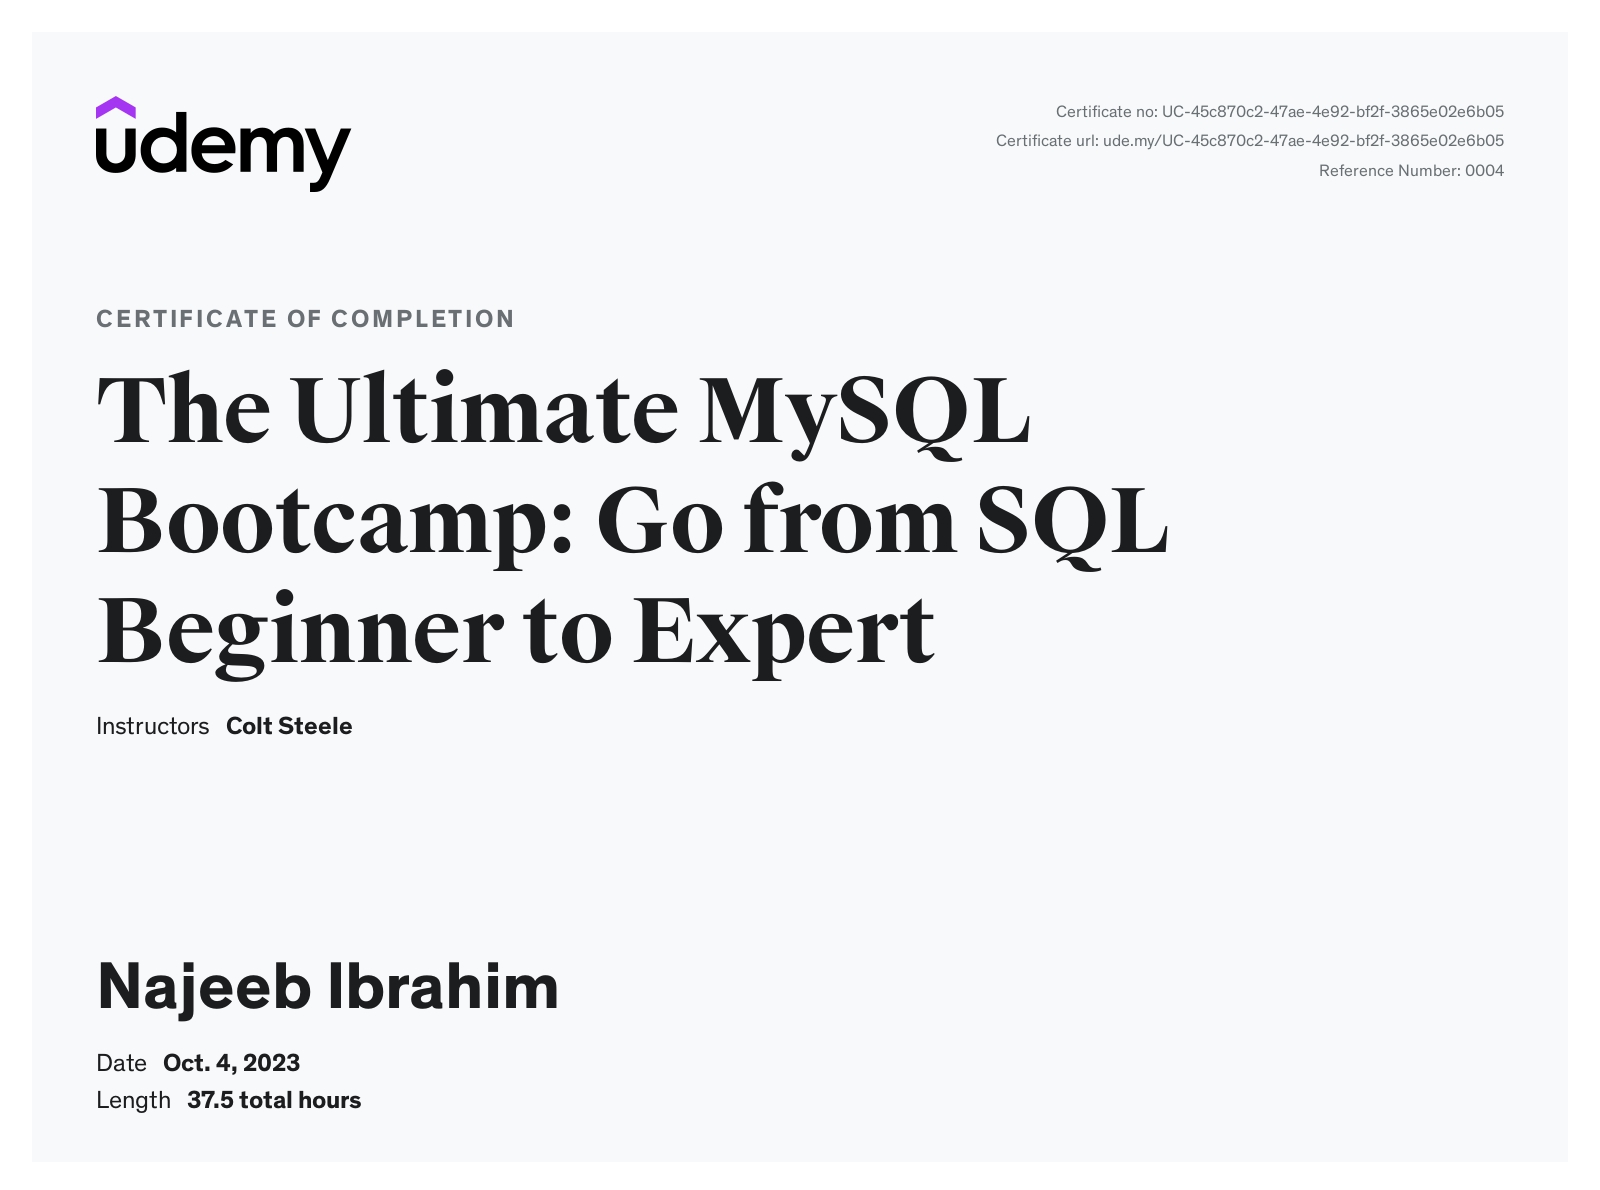 udemy
Certificate no: UC-45c870c2-47ae-4e92-bf2f-3865e02e6b05
Certificate url: ude.my/UC-45c870c2-47ae-4e92-bf2f-3865e02e6b05
Reference Number: 0004
CERTIFICATE OF COMPLETION
The Ultimate MySQL
Bootcamp: Go from SQL
Beginner to Expert
Instructors Colt Steele
Najeeb Ibrahim
Date Oct. 4, 2023
Length 37.5 total hours